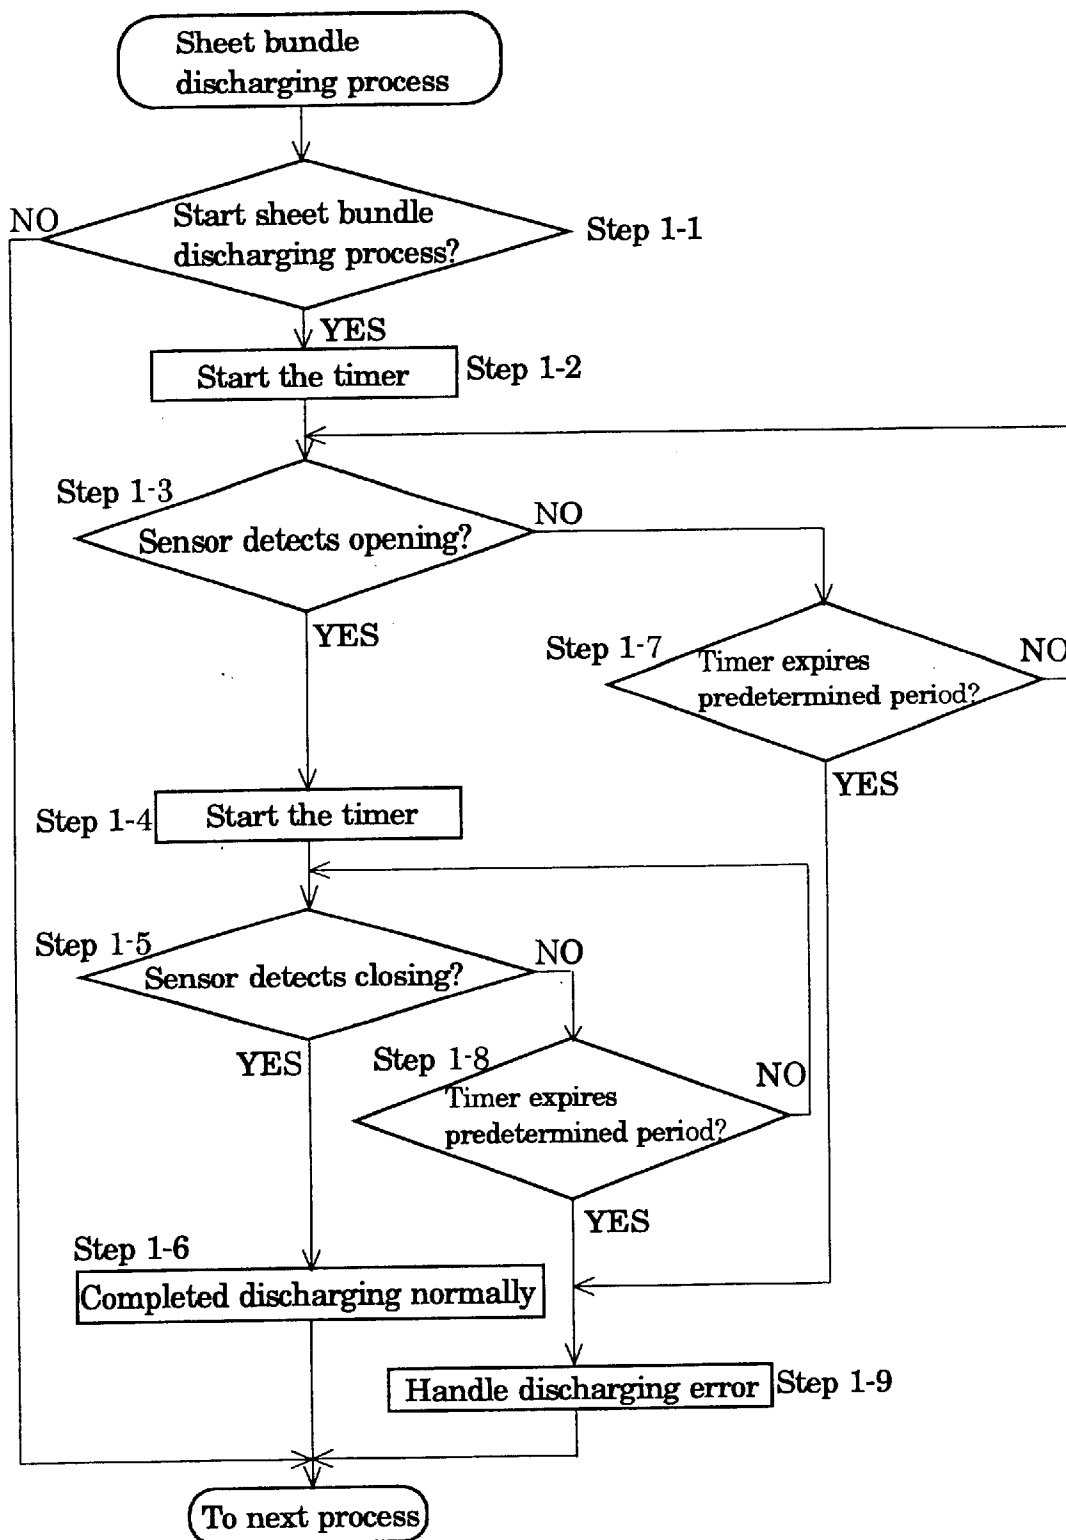 Sheet bundle
discharging process
NO
Start sheet bundle
discharging process?
Step 1-1
YES
Start the timer
Step 1-2
Step 1-3
Sensor detects opening?
NO
YES
Step 1-7
Timer expires
predetermined period?
NO
YES
Step 1-4
Start the timer
Step 1-5
Sensor detects closing?
NO
YES
Step 1-8
Timer expires
predetermined period?
NO
YES
Step 1-6
Completed discharging normally
Handle discharging error
Step 1-9
To next process